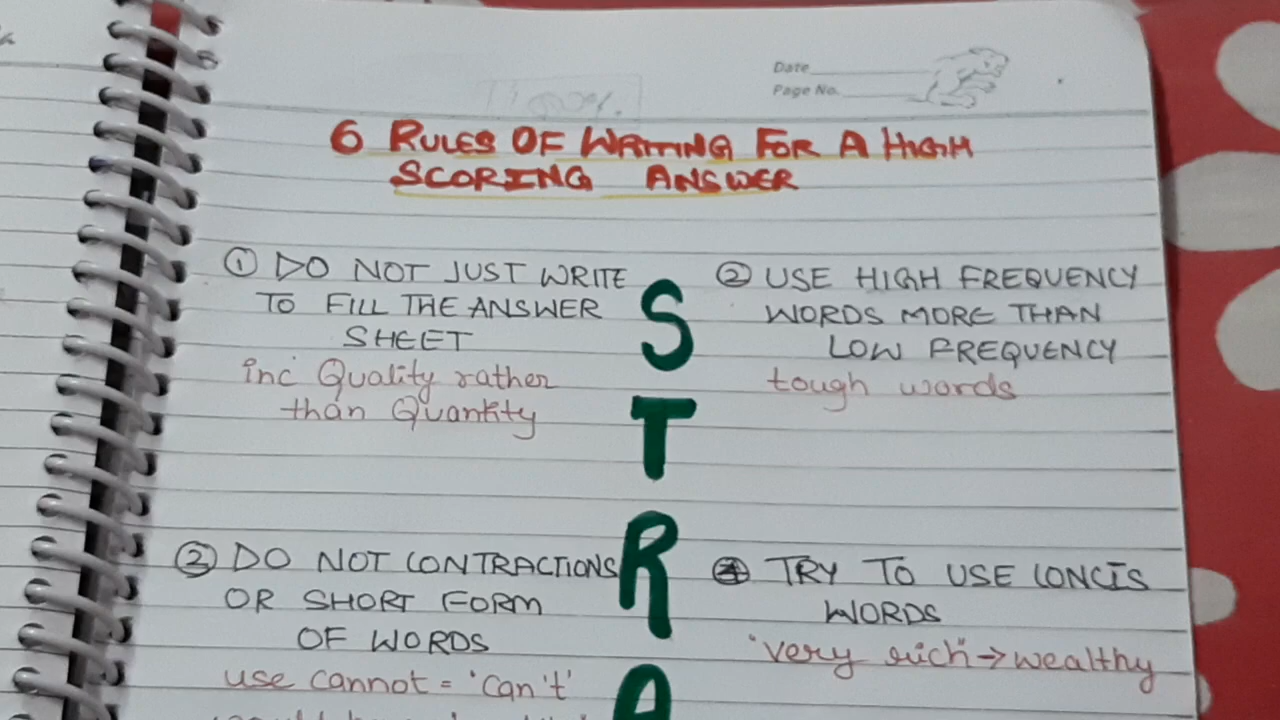 Date
Page No.
6 RULES OF WRITING FOR A HIGH
SCORING ANSWER
① DO NOT JUST WRITE
TO FILL THE ANSWER
SHEET
inc Quality rather
than Quantity
② USE HIGH FREQUENCY
WORDS MORE THAN
LOW FREQUENCY
tough words
S
T
R
A
③ DO NOT CONTRACTIONS
OR SHORT FORM
OF WORDS
use cannot = 'can't'
④ TRY TO USE CONCIS
WORDS
"very rich" → wealthy